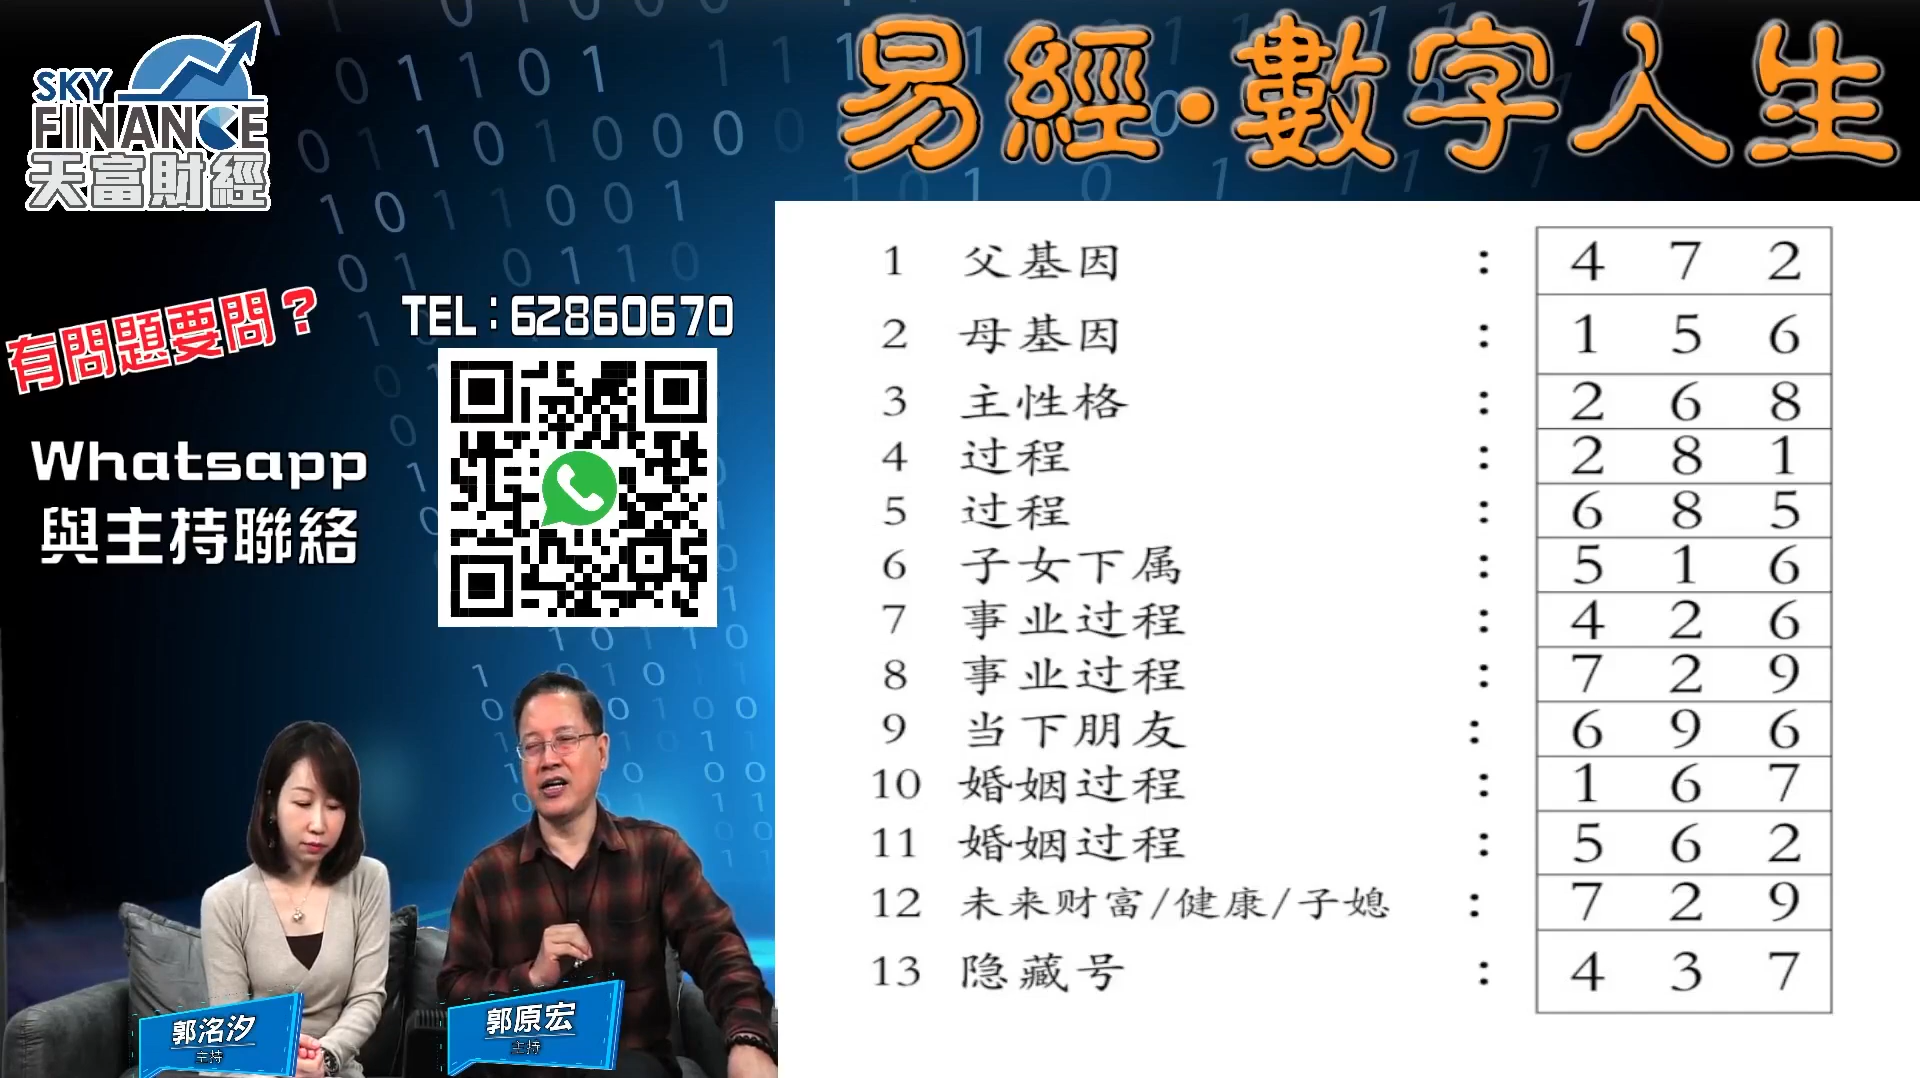 SKY
FINANCE
天富財經
易經·數字人生
有問題要問？
TEL：62860670
Whatsapp
與主持聯絡
1 父基因 : 4 7 2
2 母基因 : 1 5 6
3 主性格 : 2 6 8
4 过程 : 2 8 1
5 过程 : 6 8 5
6 子女下属 : 5 1 6
7 事业过程 : 4 2 6
8 事业过程 : 7 2 9
9 当下朋友 : 6 9 6
10 婚姻过程 : 1 6 7
11 婚姻过程 : 5 6 2
12 未来财富/健康/子媳 : 7 2 9
13 隐藏号 : 4 3 7
郭洺汐
主持
郭原宏
主持